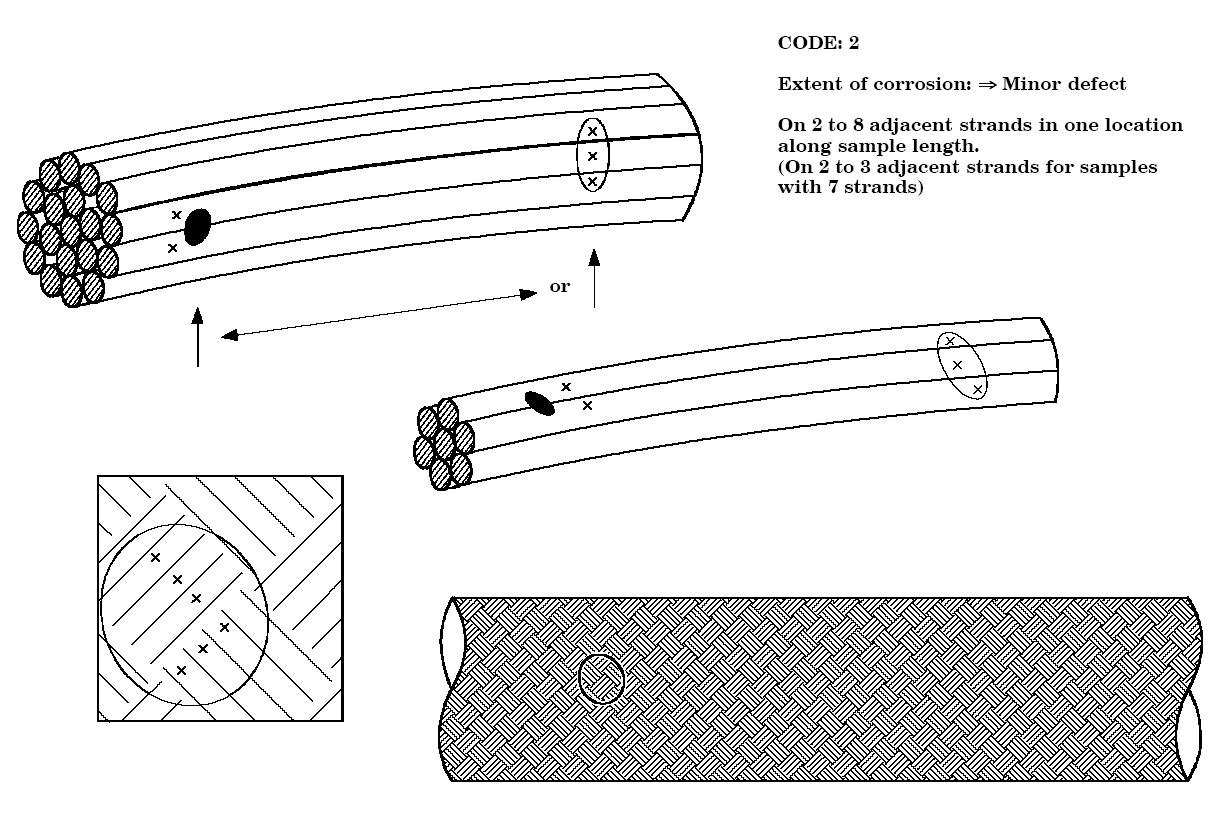 CODE: 2
Extent of corrosion: ⇒ Minor defect
On 2 to 8 adjacent strands in one location
along sample length.
(On 2 to 3 adjacent strands for samples
with 7 strands)
or